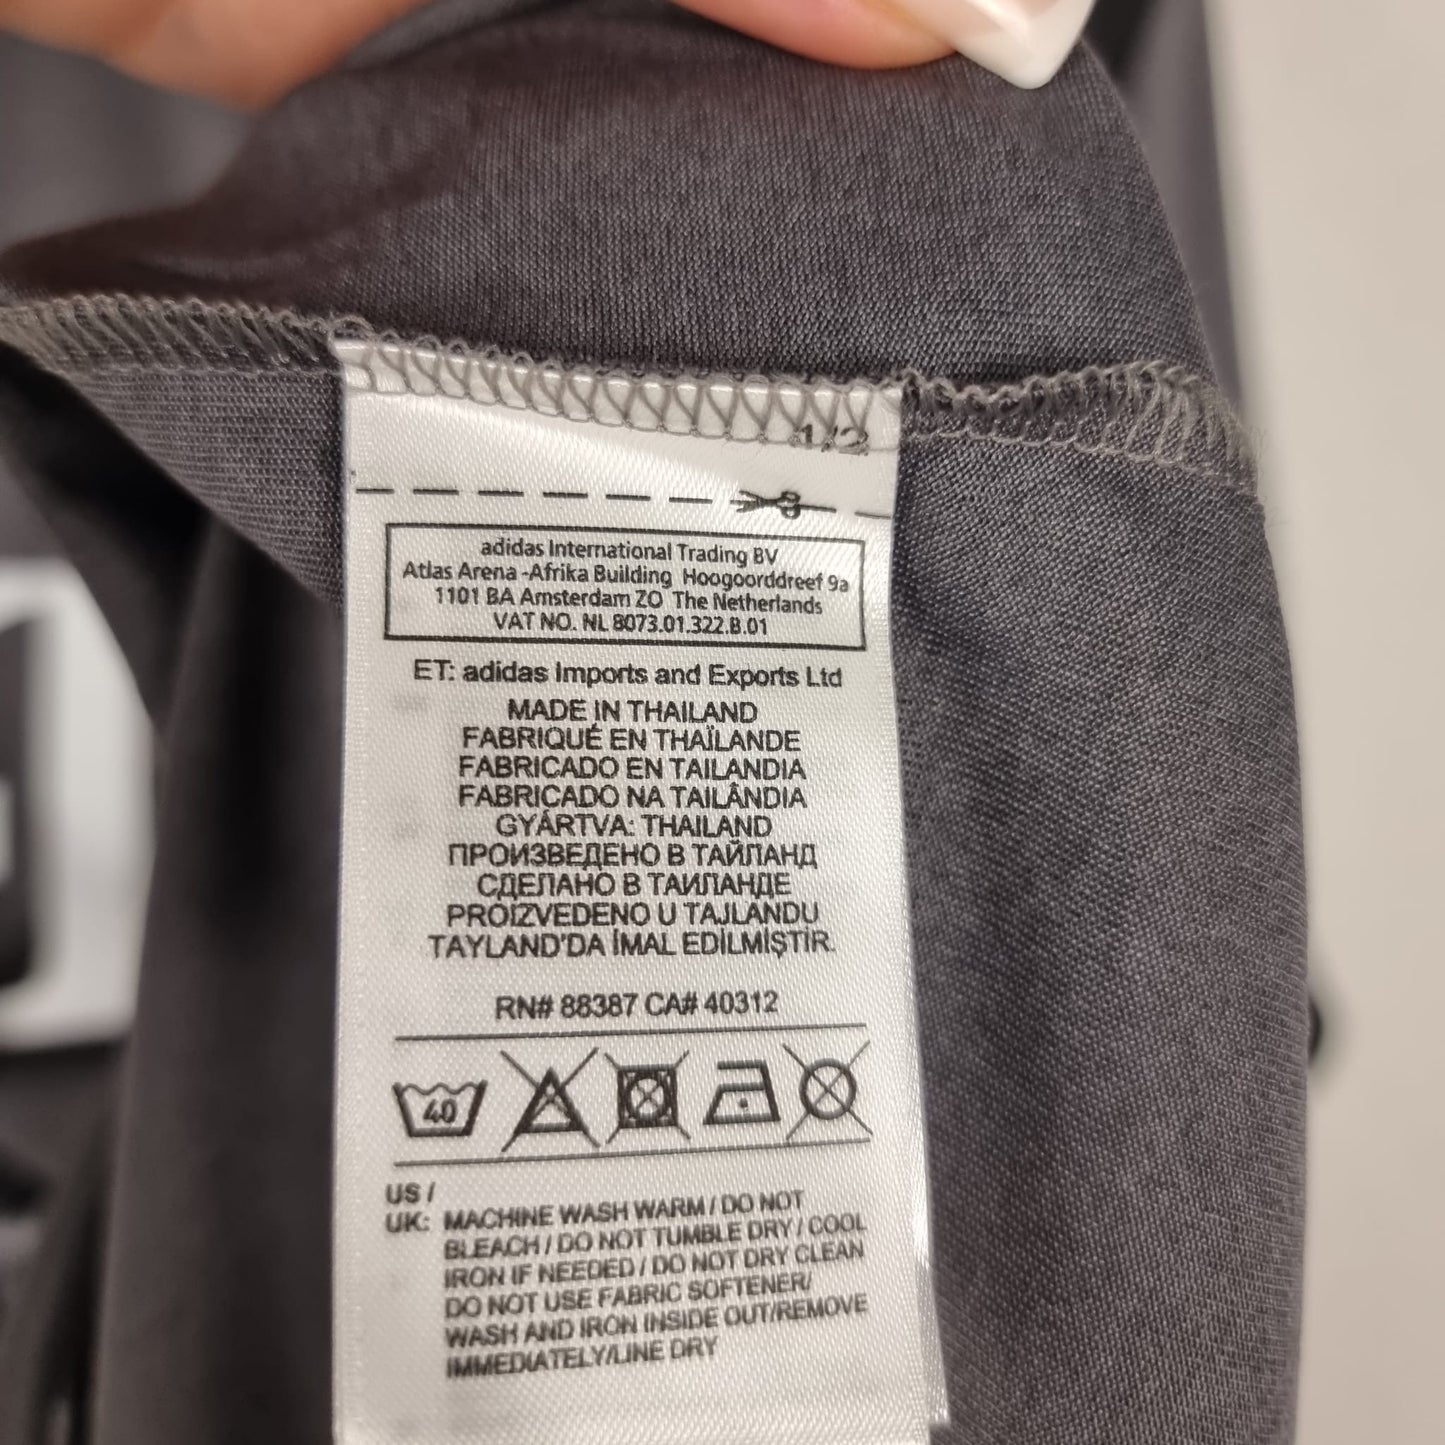 1/2
adidas International Trading BV
Atlas Arena -Afrika Building Hoogoorddreef 9a
1101 BA Amsterdam ZO The Netherlands
VAT NO. NL 8073.01.322.B.01
ET: adidas Imports and Exports Ltd
MADE IN THAILAND
FABRIQUÉ EN THAÏLANDE
FABRICADO EN TAILANDIA
FABRICADO NA TAILÂNDIA
GYÁRTVA: THAILAND
ПРОИЗВЕДЕНО В ТАЙЛАНД
СДЕЛАНО В ТАИЛАНДЕ
PROIZVEDENO U TAJLANDU
TAYLAND'DA İMAL EDİLMİŞTİR.
RN# 88387 CA# 40312
40
US /
UK: MACHINE WASH WARM / DO NOT
BLEACH / DO NOT TUMBLE DRY / COOL
IRON IF NEEDED / DO NOT DRY CLEAN
DO NOT USE FABRIC SOFTENER/
WASH AND IRON INSIDE OUT/REMOVE
IMMEDIATELY/LINE DRY